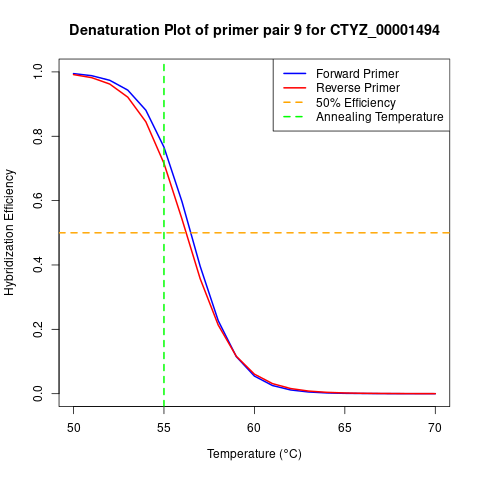 Denaturation Plot of primer pair 9 for CTYZ_00001494
Forward Primer
Reverse Primer
50% Efficiency
Annealing Temperature
Hybridization Efficiency
1.0
0.8
0.6
0.4
0.2
0.0
50 55 60 65 70
Temperature (°C)